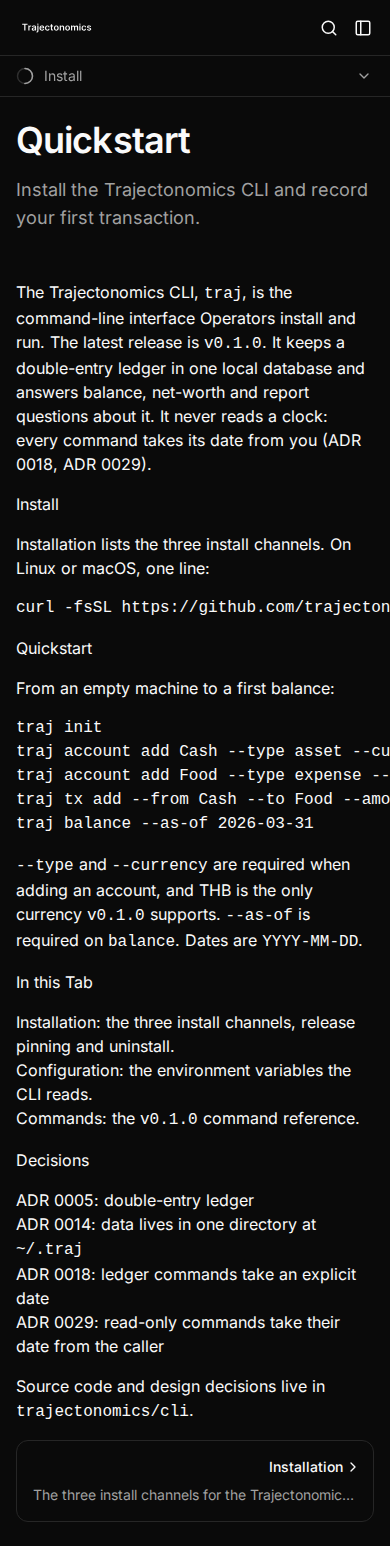 Trajectonomics
Install
Quickstart
Install the Trajectonomics CLI and record
your first transaction.
The Trajectonomics CLI, traj, is the
command-line interface Operators install and
run. The latest release is v0.1.0. It keeps a
double-entry ledger in one local database and
answers balance, net-worth and report
questions about it. It never reads a clock:
every command takes its date from you (ADR
0018, ADR 0029).
Install
Installation lists the three install channels. On
Linux or macOS, one line:
curl -fsSL https://github.com/trajecton
Quickstart
From an empty machine to a first balance:
traj init
traj account add Cash --type asset --cu
traj account add Food --type expense --
traj tx add --from Cash --to Food --amo
traj balance --as-of 2026-03-31
--type and --currency are required when
adding an account, and THB is the only
currency v0.1.0 supports. --as-of is
required on balance. Dates are YYYY-MM-DD.
In this Tab
Installation: the three install channels, release
pinning and uninstall.
Configuration: the environment variables the
CLI reads.
Commands: the v0.1.0 command reference.
Decisions
ADR 0005: double-entry ledger
ADR 0014: data lives in one directory at
~/.traj
ADR 0018: ledger commands take an explicit
date
ADR 0029: read-only commands take their
date from the caller
Source code and design decisions live in
trajectonomics/cli.
Installation
The three install channels for the Trajectonomic...